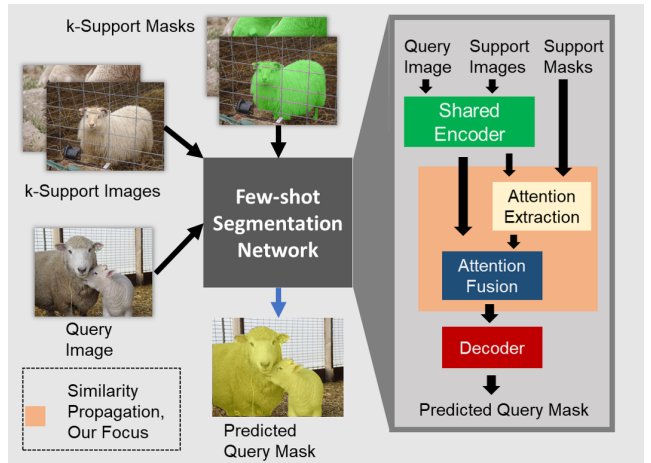 k-Support Masks
k-Support Images
Few-shot
Segmentation
Network
Query
Image
Predicted
Query Mask
Similarity
Propagation,
Our Focus
Query
Image
Support
Images
Support
Masks
Shared
Encoder
Attention
Extraction
Attention
Fusion
Decoder
Predicted Query Mask